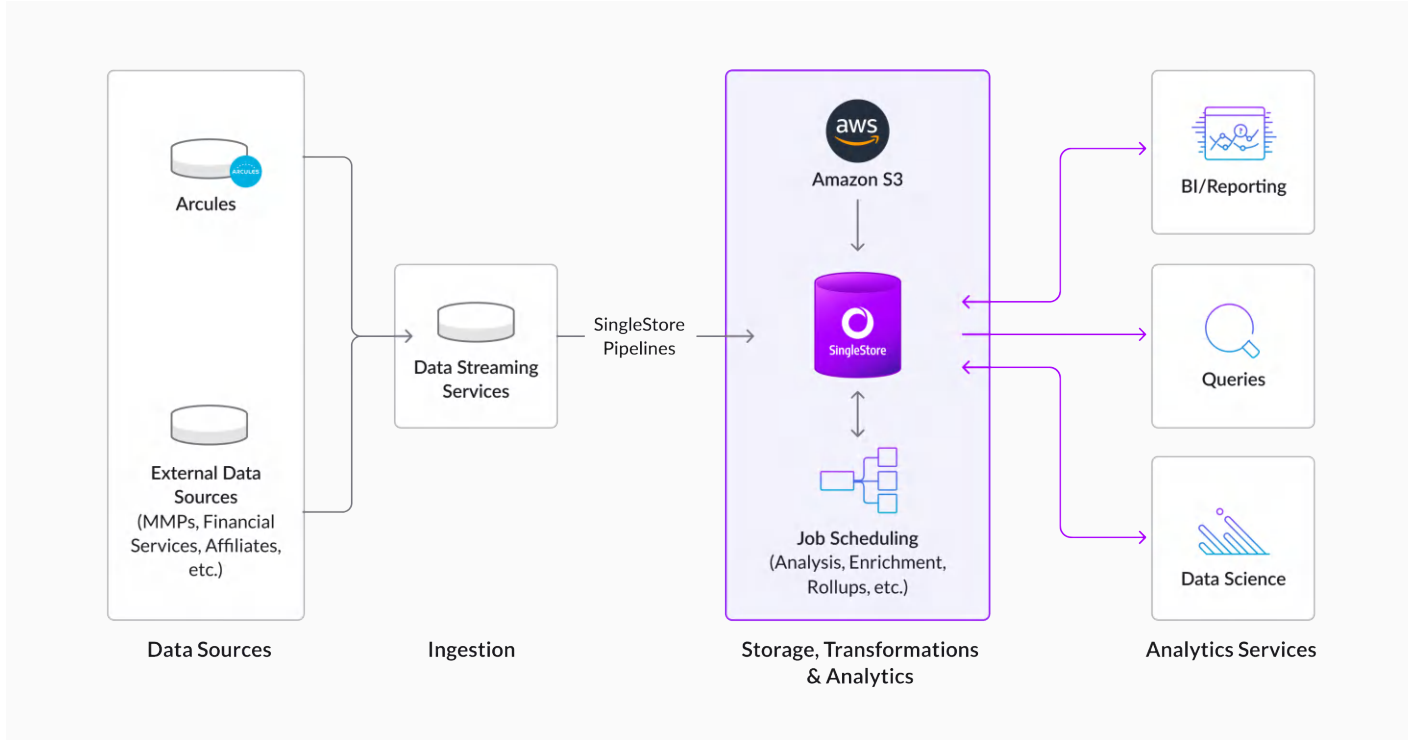 Arcules
ARCULES
External Data
Sources
(MMPs, Financial
Services, Affiliates,
etc.)
Data Sources
Data Streaming
Services
Ingestion
SingleStore
Pipelines
aws
Amazon S3
SingleStore
Job Scheduling
(Analysis, Enrichment,
Rollups, etc.)
Storage, Transformations
& Analytics
BI/Reporting
Queries
Data Science
Analytics Services